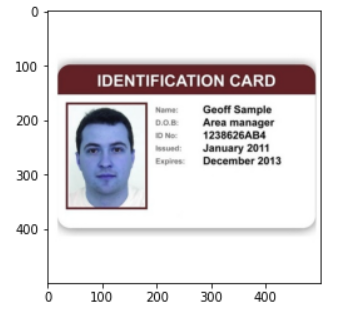 0
100
200
300
400
IDENTIFICATION CARD
Name: Geoff Sample
D.O.B: Area manager
ID No: 1238626AB4
Issued: January 2011
Expires: December 2013
0 100 200 300 400